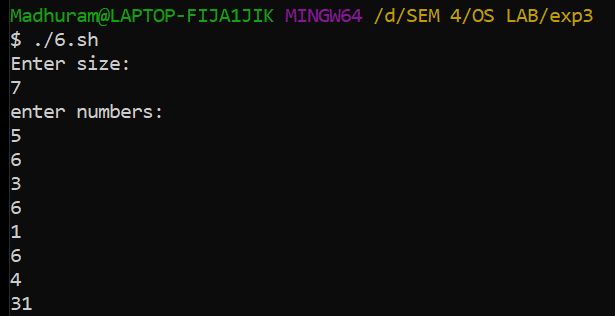 Madhuram@LAPTOP-FIJA1JIK MINGW64 /d/SEM 4/OS LAB/exp3
$ ./6.sh
Enter size:
7
enter numbers:
5
6
3
6
1
6
4
31